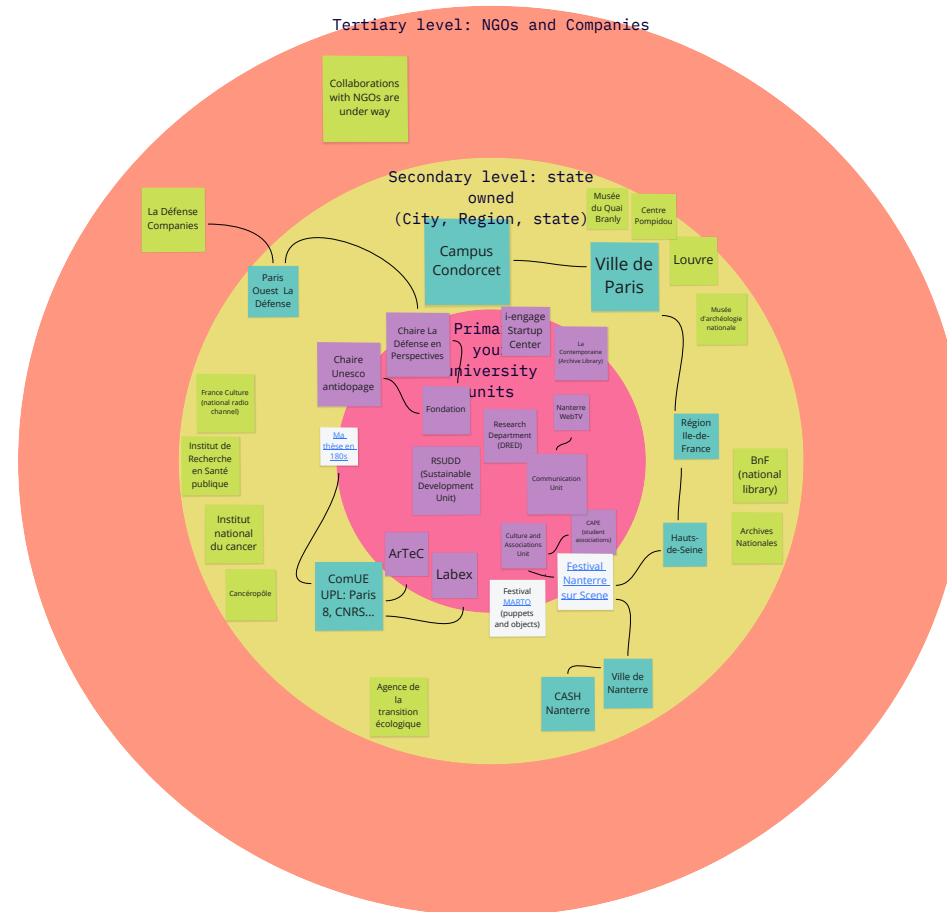 Tertiary level: NGOs and Companies
Collaborations
with NGOs are
under way
Secondary level: state
owned
(City, Region, state)
La Défense
Companies
Musée
du Quai
Branly
Centre
Pompidou
Campus
Condorcet
Ville de
Paris
Louvre
Paris
Ouest La
Défense
Musée
d'archéologie
nationale
Chaire La
Défense en
Perspectives
i-engage
Startup
Center
La
Contemporaine
(Archive Library)
Chaire
Unesco
antidopage
university
units
France Culture
(national radio
channel)
Fondation
Nanterre
WebTV
Research
Department
(DRED)
Région
Ile-de-
France
Ma
thèse en
180s
Institut de
Recherche
en Santé
publique
RSUDD
(Sustainable
Development
Unit)
Communication
Unit
BnF
(national
library)
Institut
national
du cancer
Culture and
Associations
Unit
CAPE
(student
associations)
Hauts-
de-Seine
Archives
Nationales
ArTeC
Labex
Festival
Nanterre
sur Scene
Cancéropôle
ComUE
UPL: Paris
8, CNRS...
Festival
MARTO
(puppets
and objects)
Agence de
la
transition
écologique
CASH
Nanterre
Ville de
Nanterre